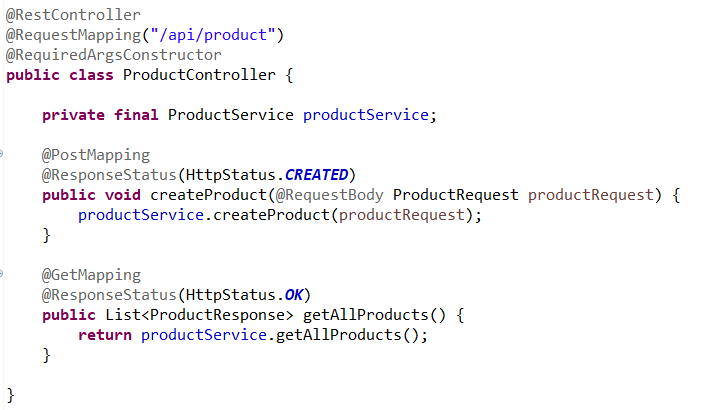 @RestController
@RequestMapping("/api/product")
@RequiredArgsConstructor
public class ProductController {
private final ProductService productService;
@PostMapping
@ResponseStatus(HttpStatus.CREATED)
public void createProduct(@RequestBody ProductRequest productRequest) {
productService.createProduct(productRequest);
}
@GetMapping
@ResponseStatus(HttpStatus.OK)
public List<ProductResponse> getAllProducts() {
return productService.getAllProducts();
}
}